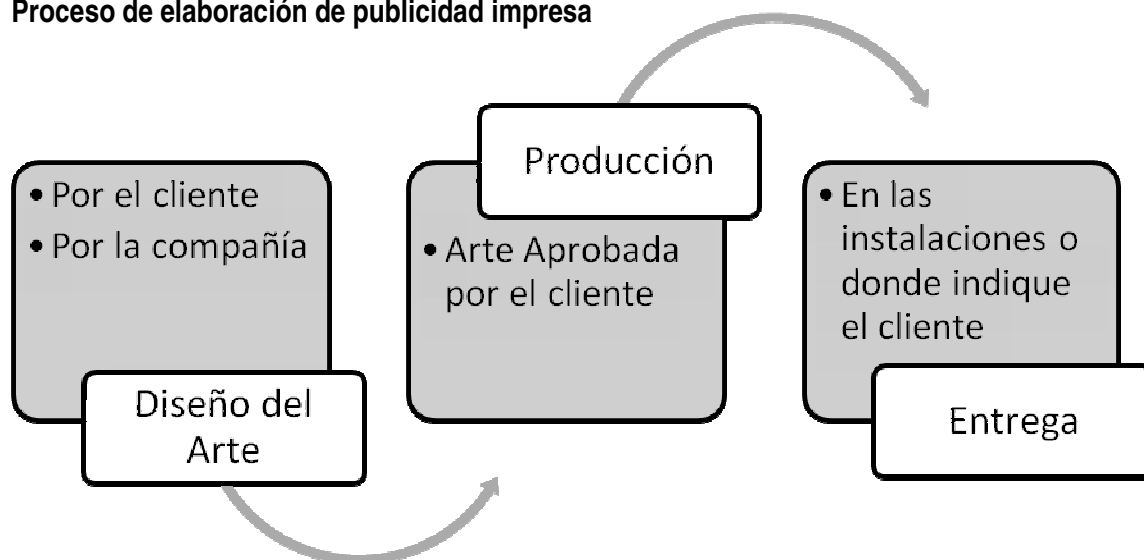 Proceso de elaboración de publicidad impresa
• Por el cliente
• Por la compañía
Diseño del
Arte
Producción
• Arte Aprobada
por el cliente
• En las
instalaciones o
donde indique
el cliente
Entrega